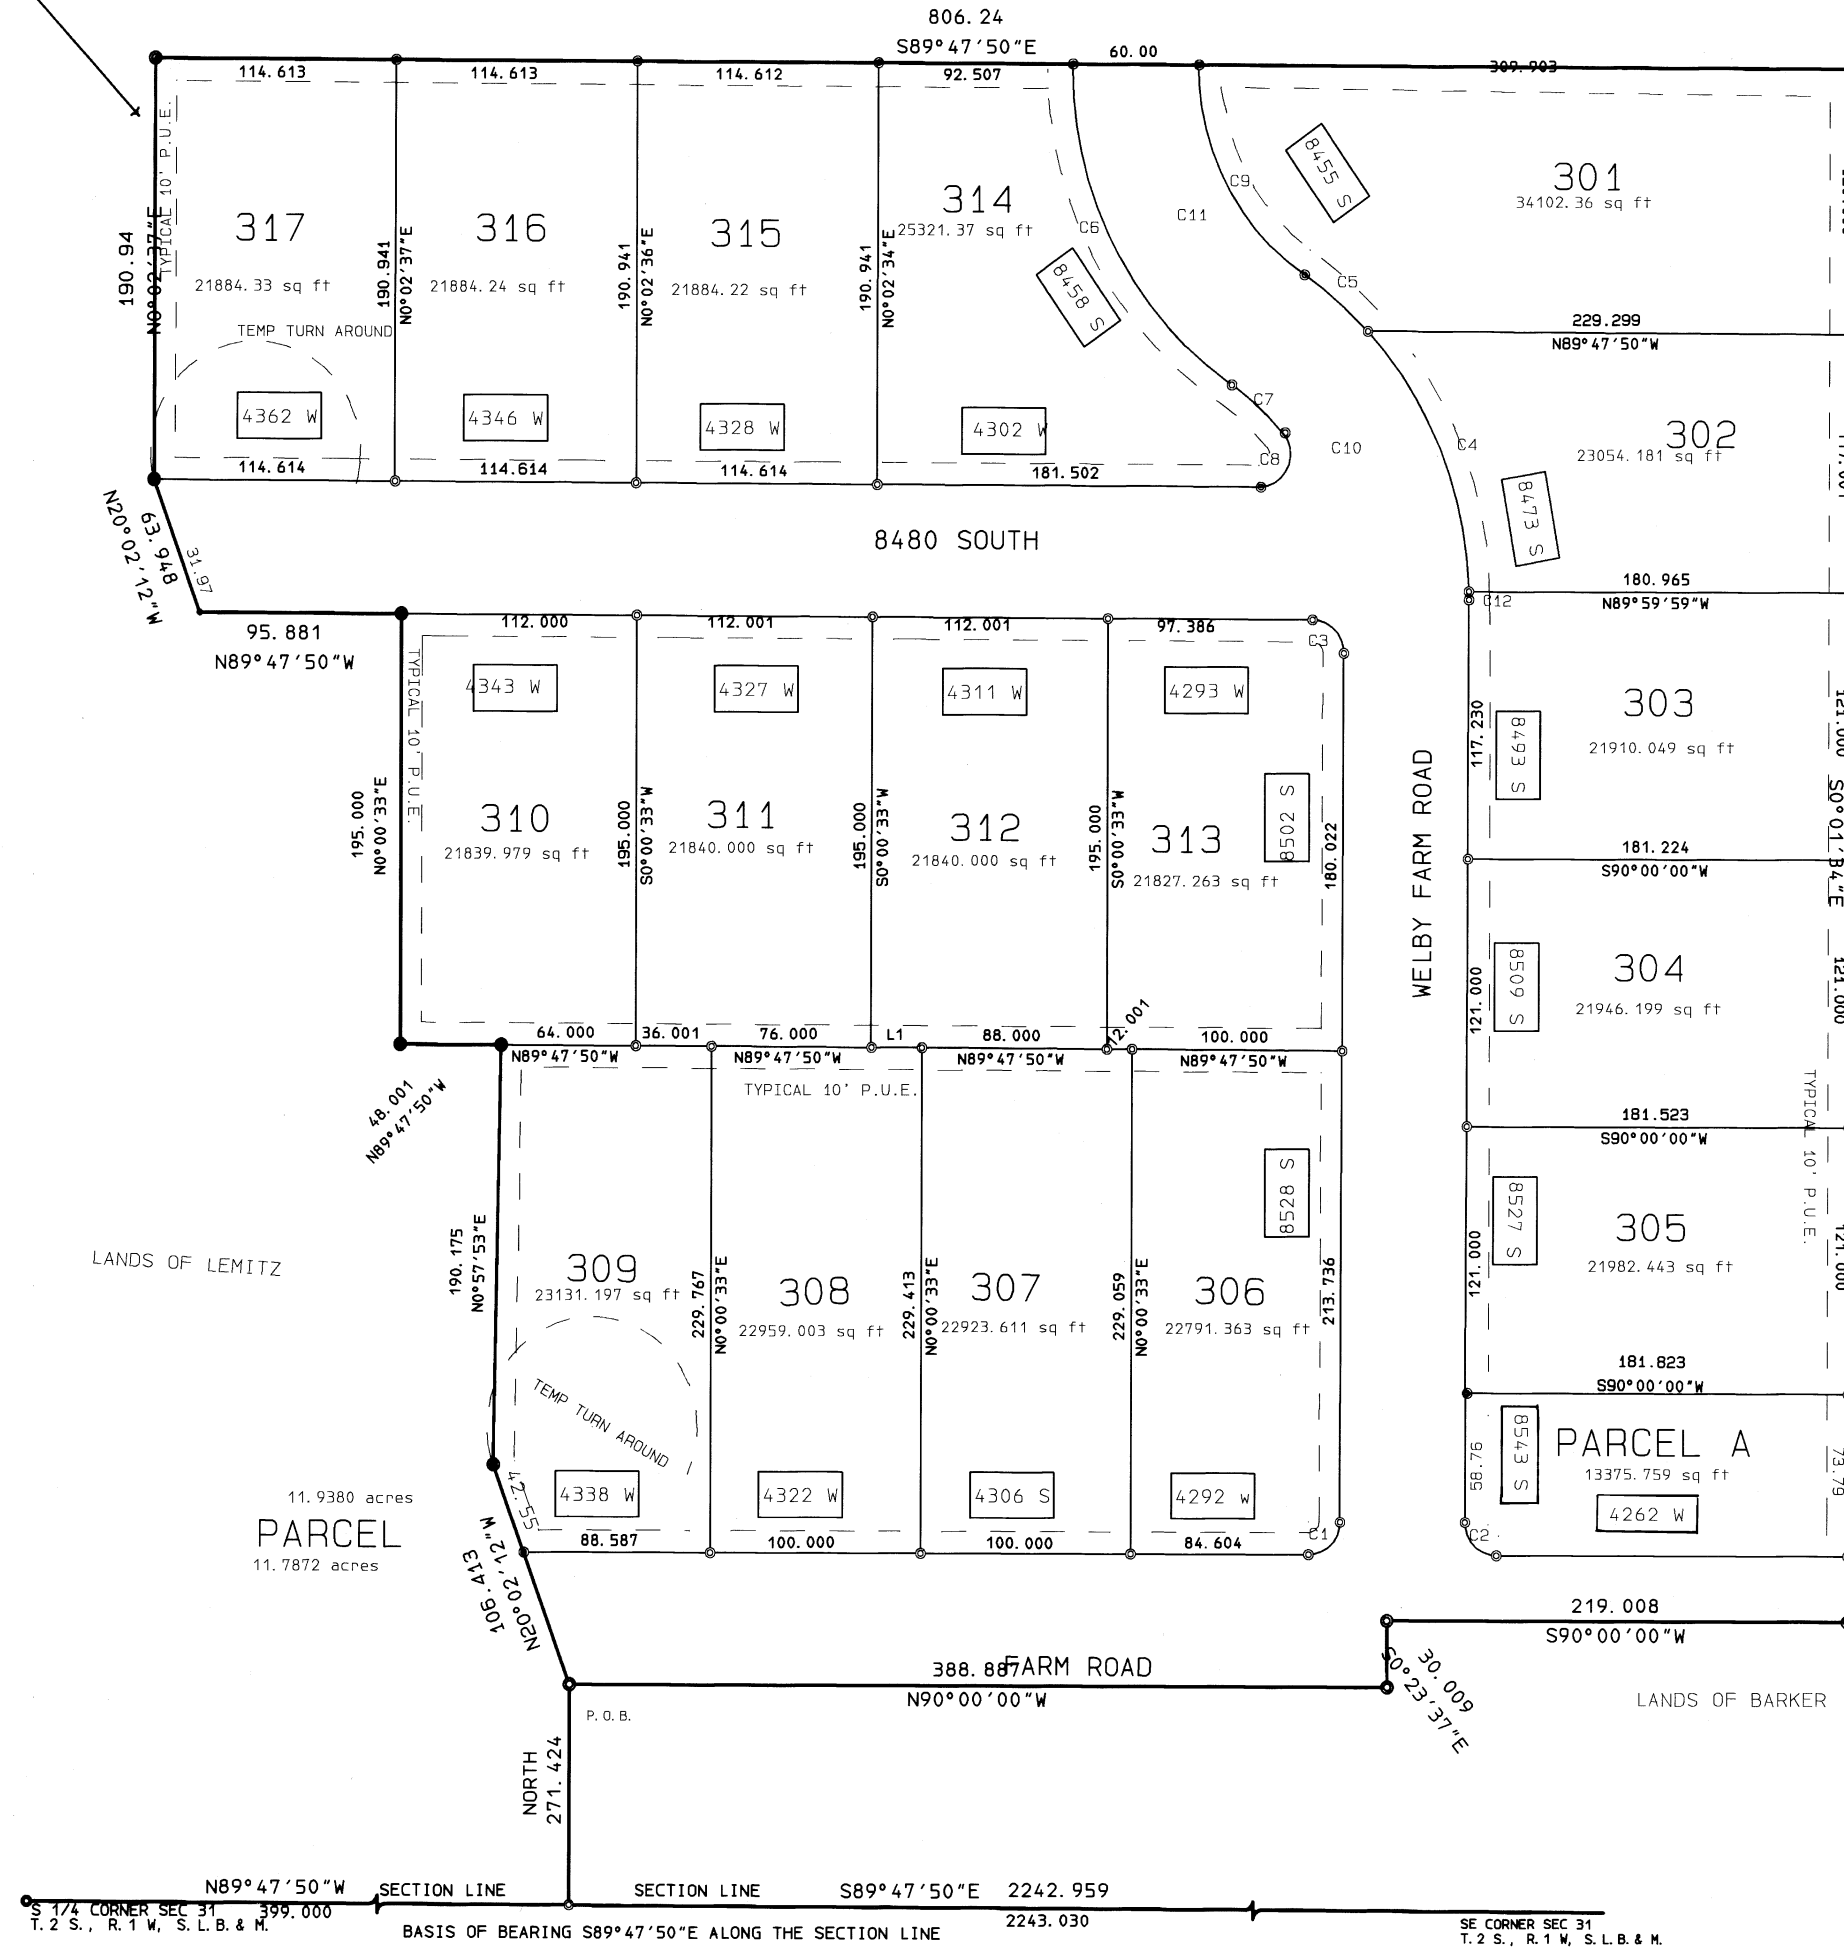 806.24
S89°47'50"E
60.00
114.613
114.613
114.612
92.507
309.903
190.94
N0°02'37"E
TYPICAL 10' P.U.E.
317
21884.33 sq ft
TEMP TURN AROUND
4362 W
114.614
190.941
N0°02'37"E
316
21884.24 sq ft
4346 W
114.614
190.941
N0°02'36"E
315
21884.22 sq ft
4328 W
114.614
190.941
N0°02'34"E
314
25321.37 sq ft
8458 S
4302 W
181.502
C6
C11
C9
C5
C7
C8
C10
C4
8455 S
301
34102.36 sq ft
229.299
N89°47'50"W
302
23054.181 sq ft
8473 S
180.965
N89°59'59"W
C12
63.948
N20°02'12"W
31.97
8480 SOUTH
95.881
N89°47'50"W
112.000
112.001
112.001
97.386
C3
195.000
N0°00'33"E
TYPICAL 10' P.U.E.
4343 W
310
21839.979 sq ft
195.000
S0°00'33"W
4327 W
311
21840.000 sq ft
195.000
S0°00'33"W
4311 W
312
21840.000 sq ft
195.000
S0°00'33"W
4293 W
8502 S
313
21827.263 sq ft
180.022
WELBY FARM ROAD
117.230
8493 S
303
21910.049 sq ft
121.000 S0°01'34"E
181.224
S90°00'00"W
121.000
8509 S
304
21946.199 sq ft
121.000
181.523
S90°00'00"W
TYPICAL 10' P.U.E.
64.000
36.001
76.000
L1
88.000
12.001
100.000
N89°47'50"W
N89°47'50"W
N89°47'50"W
N89°47'50"W
48.001
N89°47'50"W
TYPICAL 10' P.U.E.
LANDS OF LEMITZ
190.175
N0°57'53"E
309
23131.197 sq ft
TEMP TURN AROUND
4338 W
88.587
229.767
N0°00'33"E
308
22959.003 sq ft
4322 W
100.000
229.413
N0°00'33"E
307
22923.611 sq ft
4306 S
100.000
229.059
N0°00'33"E
8528 S
306
22791.363 sq ft
4292 W
84.604
213.736
C1
121.000
8527 S
305
21982.443 sq ft
121.000
181.823
S90°00'00"W
58.76
8543 S
PARCEL A
13375.759 sq ft
4262 W
73.79
C2
11.9380 acres
PARCEL
11.7872 acres
42.55
106.413
N20°02'12"W
219.008
S90°00'00"W
388.887
FARM ROAD
N90°00'00"W
30.009
S0°23'37"E
LANDS OF BARKER
P.O.B.
NORTH
271.424
N89°47'50"W
SECTION LINE
SECTION LINE
S89°47'50"E 2242.959
S 1/4 CORNER SEC 31
399.000
T.2 S., R.1 W, S.L.B.& M.
2243.030
BASIS OF BEARING S89°47'50"E ALONG THE SECTION LINE
SE CORNER SEC 31
T.2 S., R.1 W, S.L.B.& M.